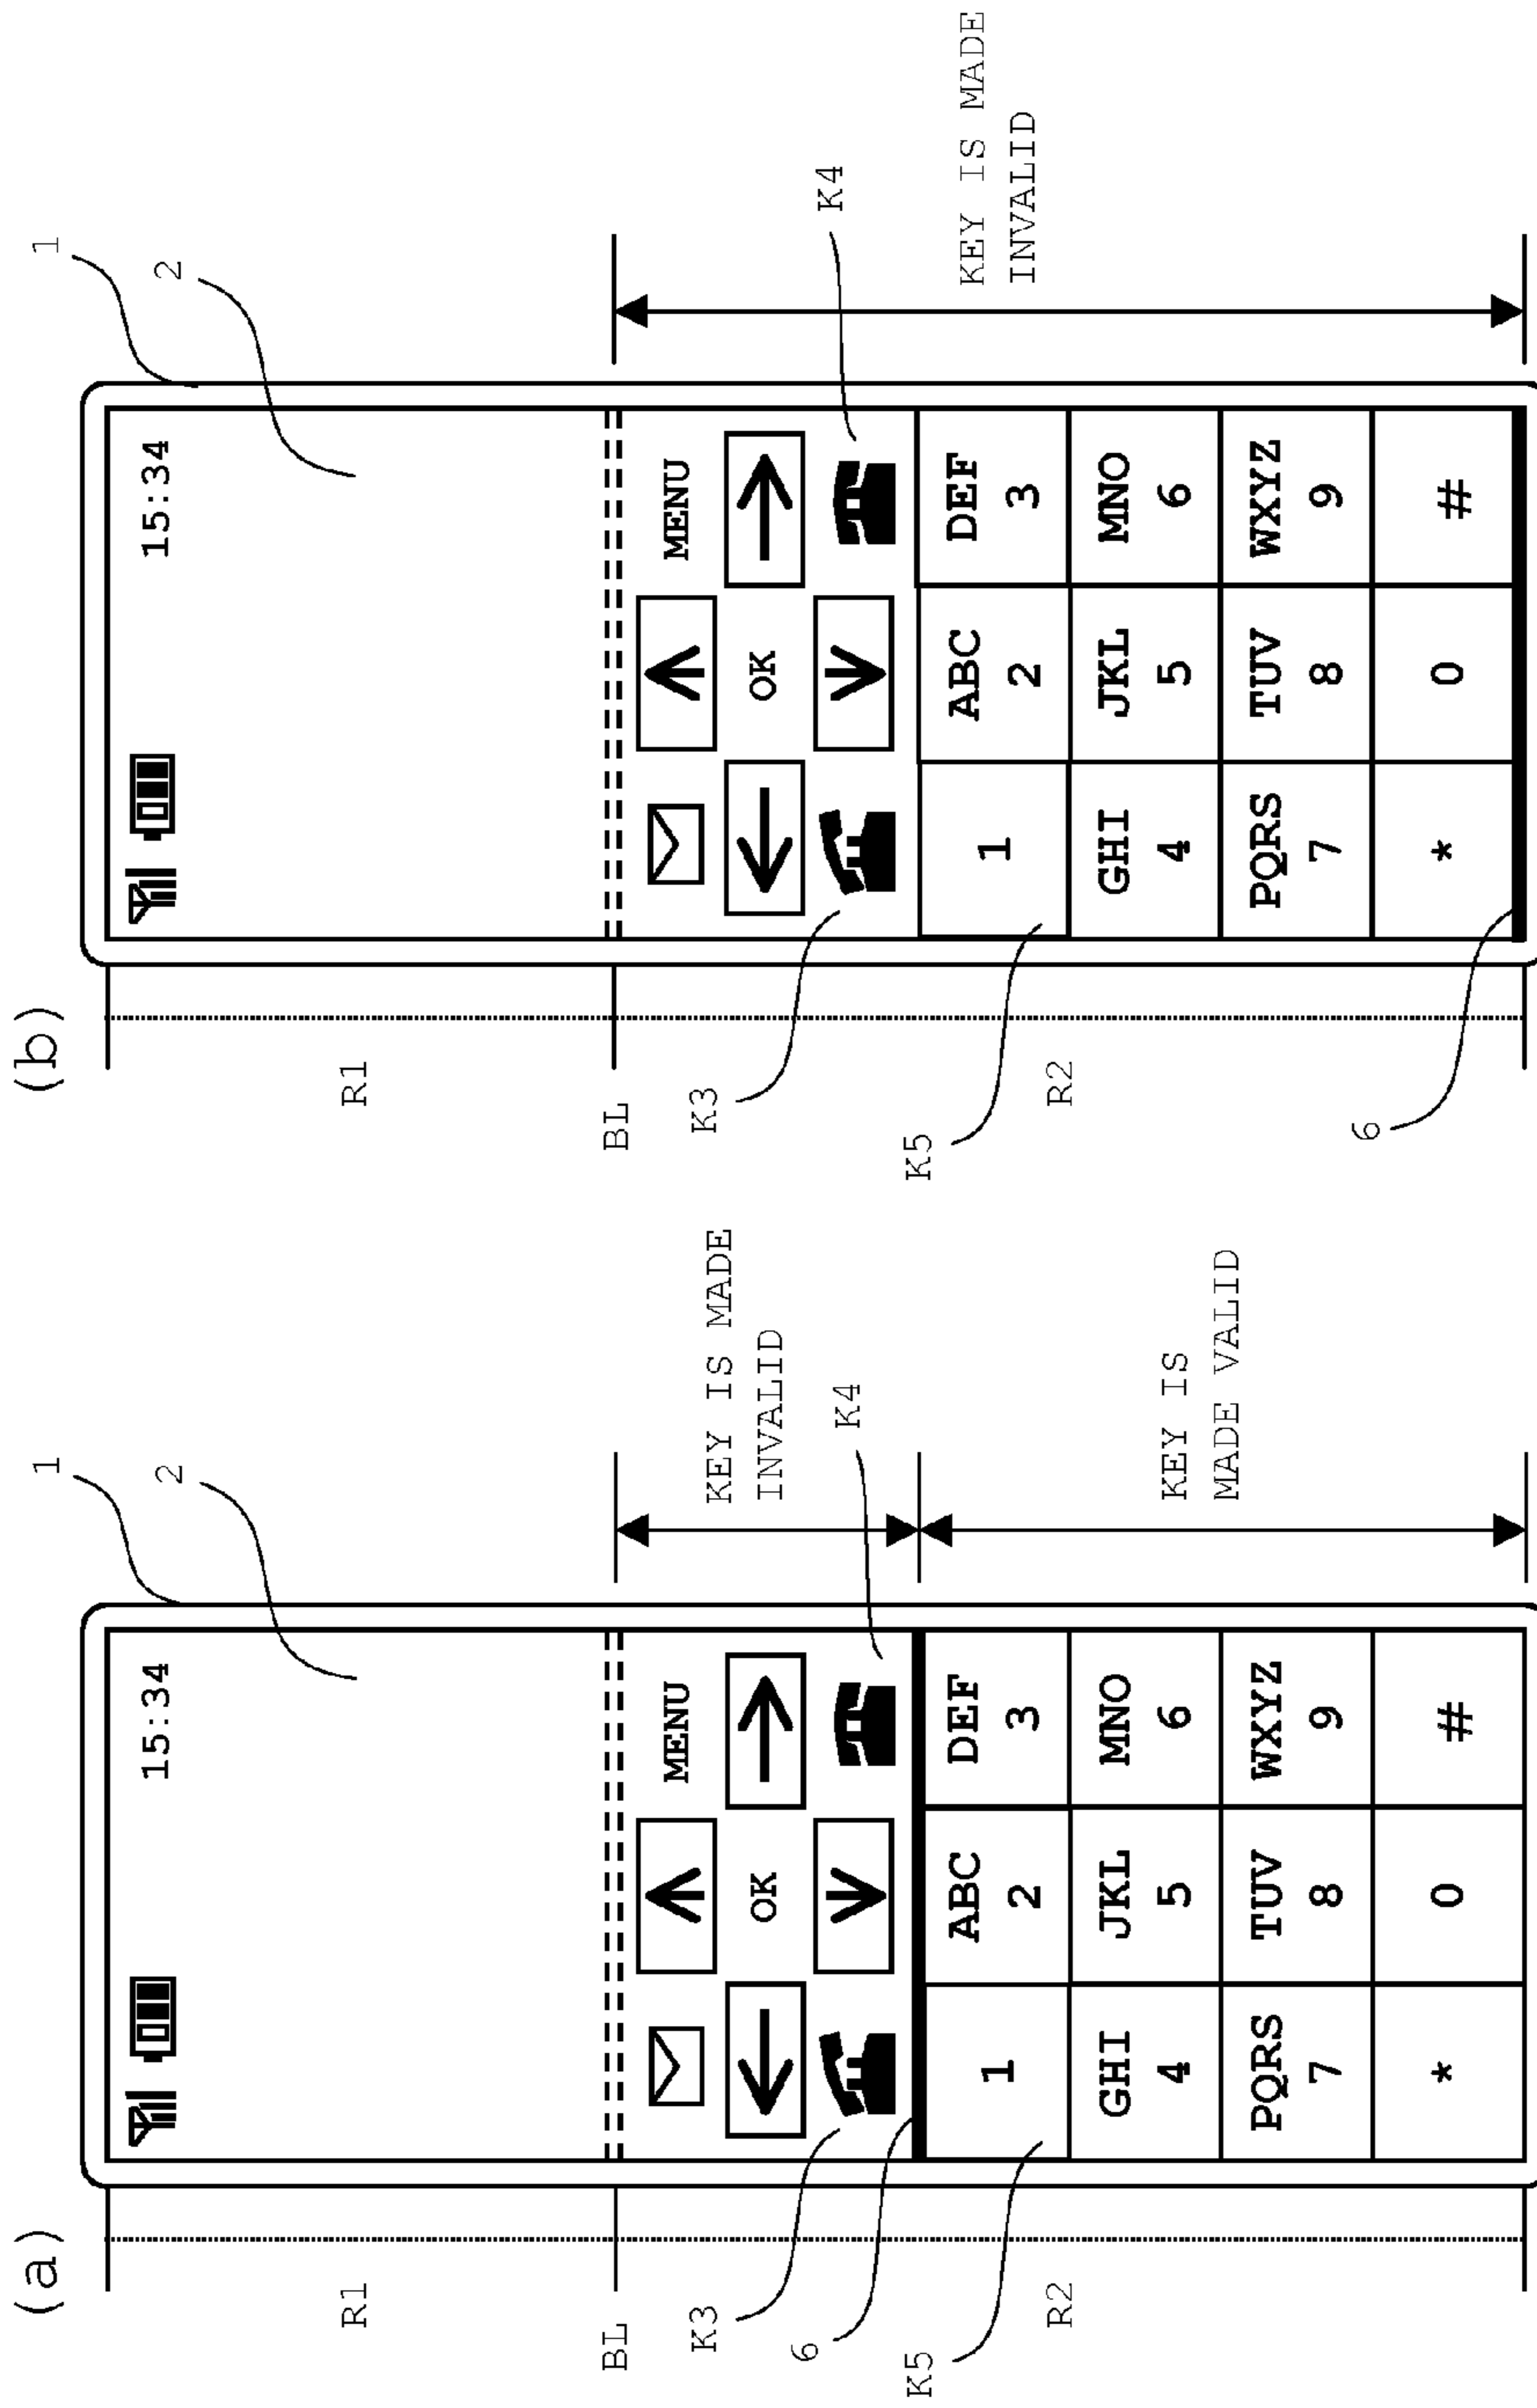 (a)
1
2
15:34
R1
BL
MENU
OK
K3
K4
6
K5
KEY IS MADE
INVALID
1
ABC
2
DEF
3
GHI
4
JKL
5
MNO
6
PQRS
7
TUV
8
WXYZ
9
*
0
#
R2
KEY IS
MADE VALID
(b)
1
2
15:34
R1
BL
MENU
OK
K3
K4
K5
KEY IS MADE
INVALID
1
ABC
2
DEF
3
GHI
4
JKL
5
MNO
6
PQRS
7
TUV
8
WXYZ
9
*
0
#
R2
6